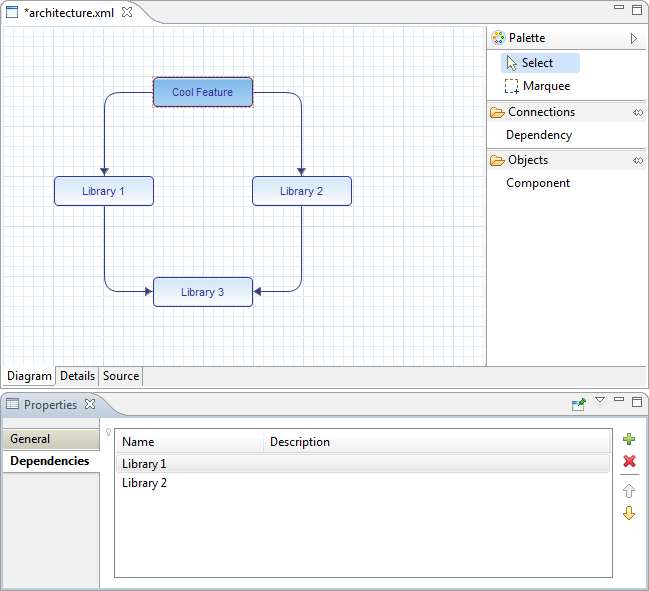 *architecture.xml
Palette
Select
Marquee
Connections
Dependency
Objects
Component
Cool Feature
Library 1
Library 2
Library 3
Diagram Details Source
Properties
General
Dependencies
Name Description
Library 1
Library 2